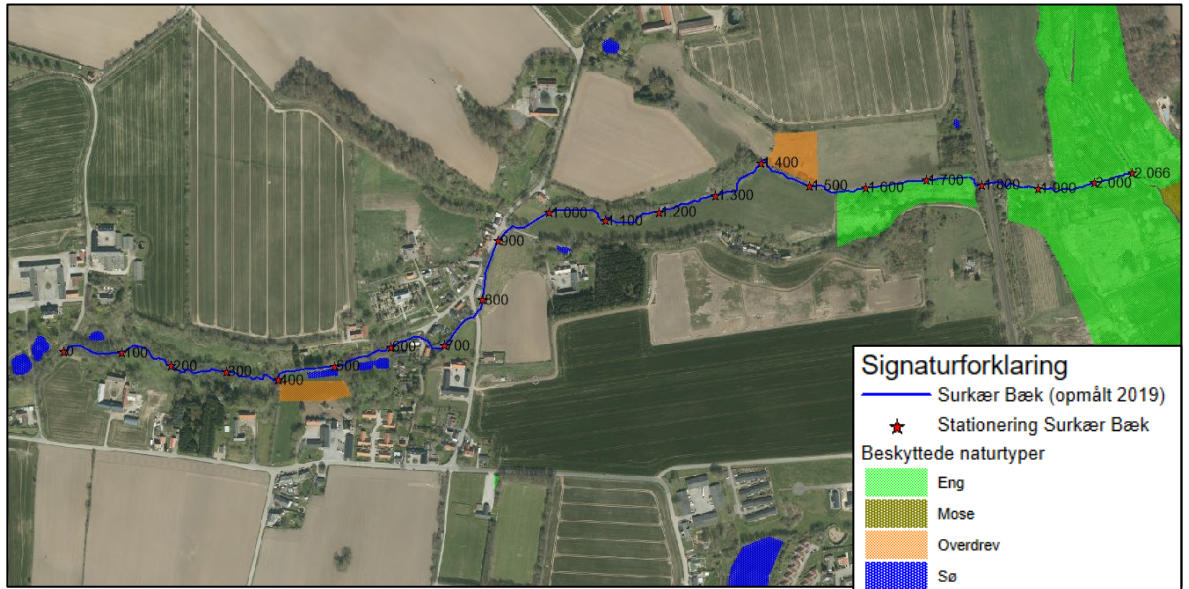 0
100
200
300
400
500
600
700
800
900
1.000
1.100
1.200
1.300
1.400
1.500
1.600
1.700
1.800
1.900
2.000
2.066
Signaturforklaring
Surkær Bæk (opmålt 2019)
Stationering Surkær Bæk
Beskyttede naturtyper
Eng
Mose
Overdrev
Sø